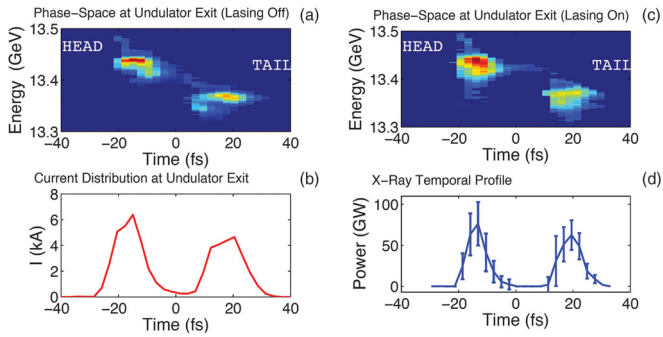 Phase-Space at Undulator Exit (Lasing Off) (a)
13.5
13.4
13.3
Energy (GeV)
HEAD
TAIL
-40 -20 0 20 40
Time (fs)
Phase-Space at Undulator Exit (Lasing On) (c)
13.5
13.4
13.3
Energy (GeV)
HEAD
TAIL
-40 -20 0 20 40
Time (fs)
Current Distribution at Undulator Exit (b)
8
6
4
2
0
I (kA)
-40 -20 0 20 40
Time (fs)
X-Ray Temporal Profile (d)
100
50
0
Power (GW)
-40 -20 0 20 40
Time (fs)